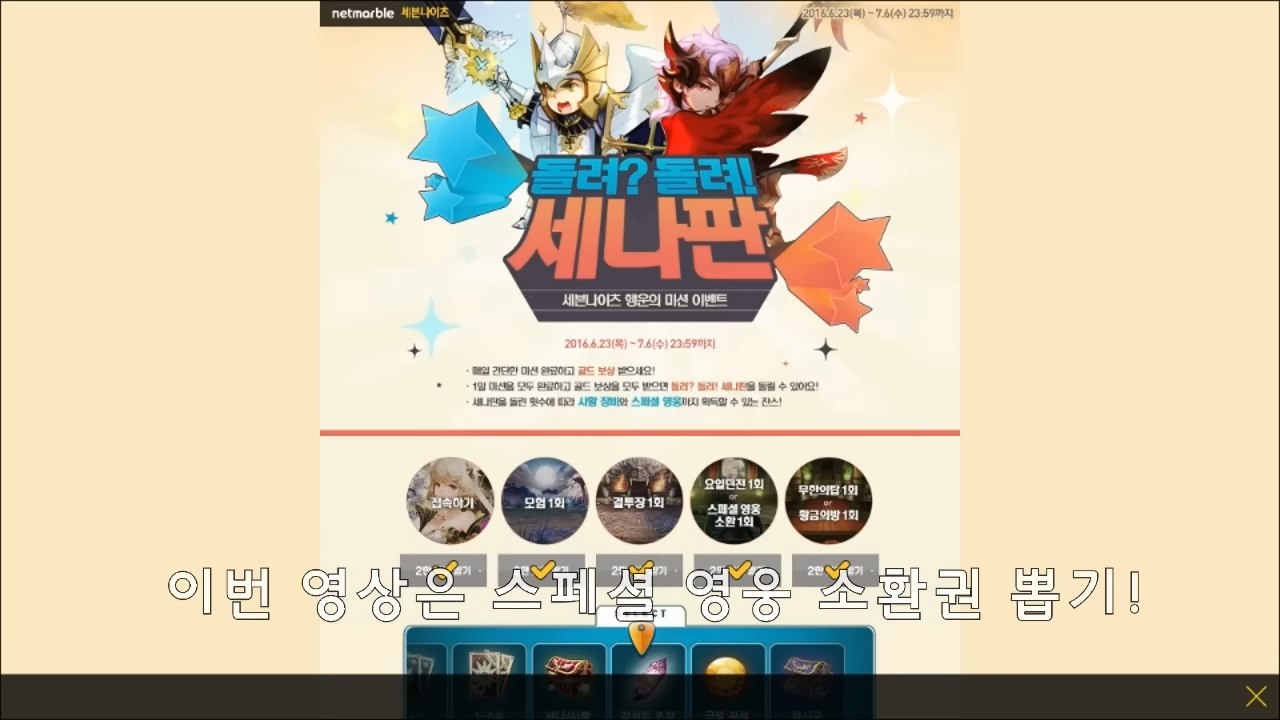 netmarble 세븐나이츠
2016.6.23(목) ~ 7.6(수) 23:59까지
돌려? 돌려!
세나판
세븐나이츠 행운의 미션 이벤트
2016.6.23(목) ~ 7.6(수) 23:59까지
· 매일 간단한 미션 완료하고 골드 보상 받으세요!
· 1일 미션을 모두 완료하고 골드 보상을 모두 받으면 돌려? 돌려! 세나판을 돌릴 수 있어요!
· 세나판을 돌린 횟수에 따라 사황 장비와 스페셜 영웅까지 획득할 수 있는 찬스!
접속하기
모험 1회
결투장 1회
요일던전 1회
or
스페셜 영웅
소환 1회
무한의탑 1회
or
황금의방 1회
이번 영상은 스페셜 영웅 소환권 뽑기!